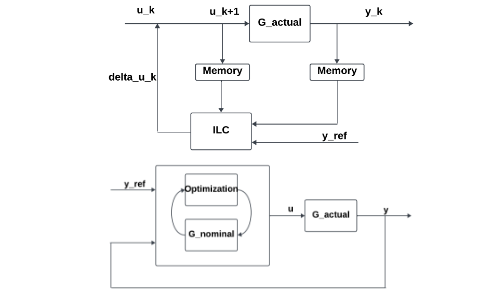 u_k
u_k+1
G_actual
y_k
delta_u_k
Memory
Memory
ILC
y_ref
y_ref
Optimization
G_nominal
u
G_actual
y